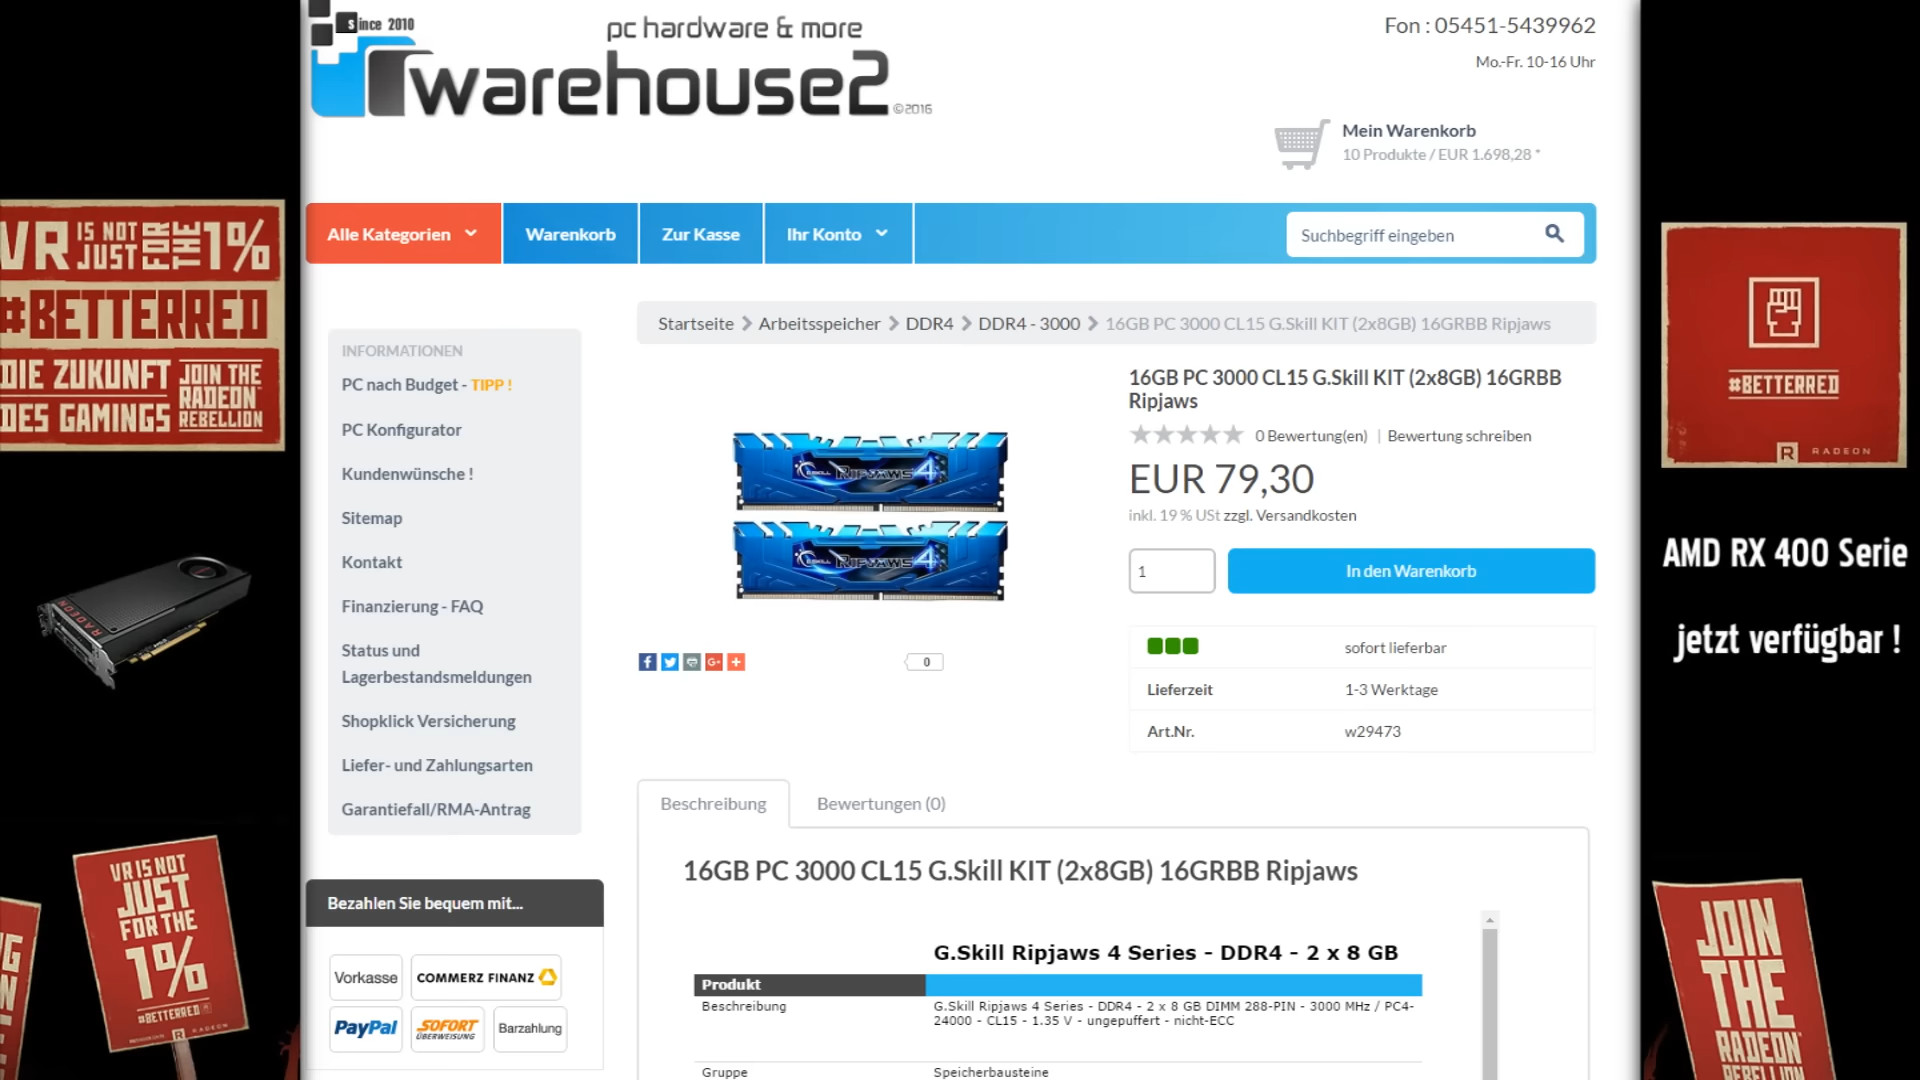 since 2010
pc hardware & more
warehouse2
©2016
Fon : 05451-5439962
Mo.-Fr. 10-16 Uhr
Mein Warenkorb
10 Produkte / EUR 1.698,28 *
Alle Kategorien
Warenkorb
Zur Kasse
Ihr Konto
Suchbegriff eingeben
VR IS NOT JUST FOR THE 1%
#BETTERRED
DIE ZUKUNFT
DES GAMINGS
JOIN THE
RADEON
REBELLION
INFORMATIONEN
PC nach Budget - TIPP !
PC Konfigurator
Kundenwünsche !
Sitemap
Kontakt
Finanzierung - FAQ
Status und
Lagerbestandsmeldungen
Shopklick Versicherung
Liefer- und Zahlungsarten
Garantiefall/RMA-Antrag
Bezahlen Sie bequem mit...
Vorkasse
COMMERZ FINANZ
PayPal
SOFORT
ÜBERWEISUNG
Barzahlung
Startseite
Arbeitsspeicher
DDR4
DDR4 - 3000
16GB PC 3000 CL15 G.Skill KIT (2x8GB) 16GRBB Ripjaws
G.SKILL RIPJAWS 4
G.SKILL RIPJAWS 4
0
16GB PC 3000 CL15 G.Skill KIT (2x8GB) 16GRBB
Ripjaws
0 Bewertung(en) | Bewertung schreiben
EUR 79,30
inkl. 19 % USt zzgl. Versandkosten
1
In den Warenkorb
sofort lieferbar
Lieferzeit 1-3 Werktage
Art.Nr. w29473
Beschreibung
Bewertungen (0)
16GB PC 3000 CL15 G.Skill KIT (2x8GB) 16GRBB Ripjaws
G.Skill Ripjaws 4 Series - DDR4 - 2 x 8 GB
Produkt
Beschreibung
G.Skill Ripjaws 4 Series - DDR4 - 2 x 8 GB DIMM 288-PIN - 3000 MHz / PC4-
24000 - CL15 - 1.35 V - ungepuffert - nicht-ECC
Gruppe
Speicherbausteine
#BETTERRED
R RADEON
AMD RX 400 Serie
jetzt verfügbar !
RADEON
VR IS NOT
JUST
FOR THE
1%
#BETTERRED
R RADEON
JOIN
THE
RADEON
REBELLION